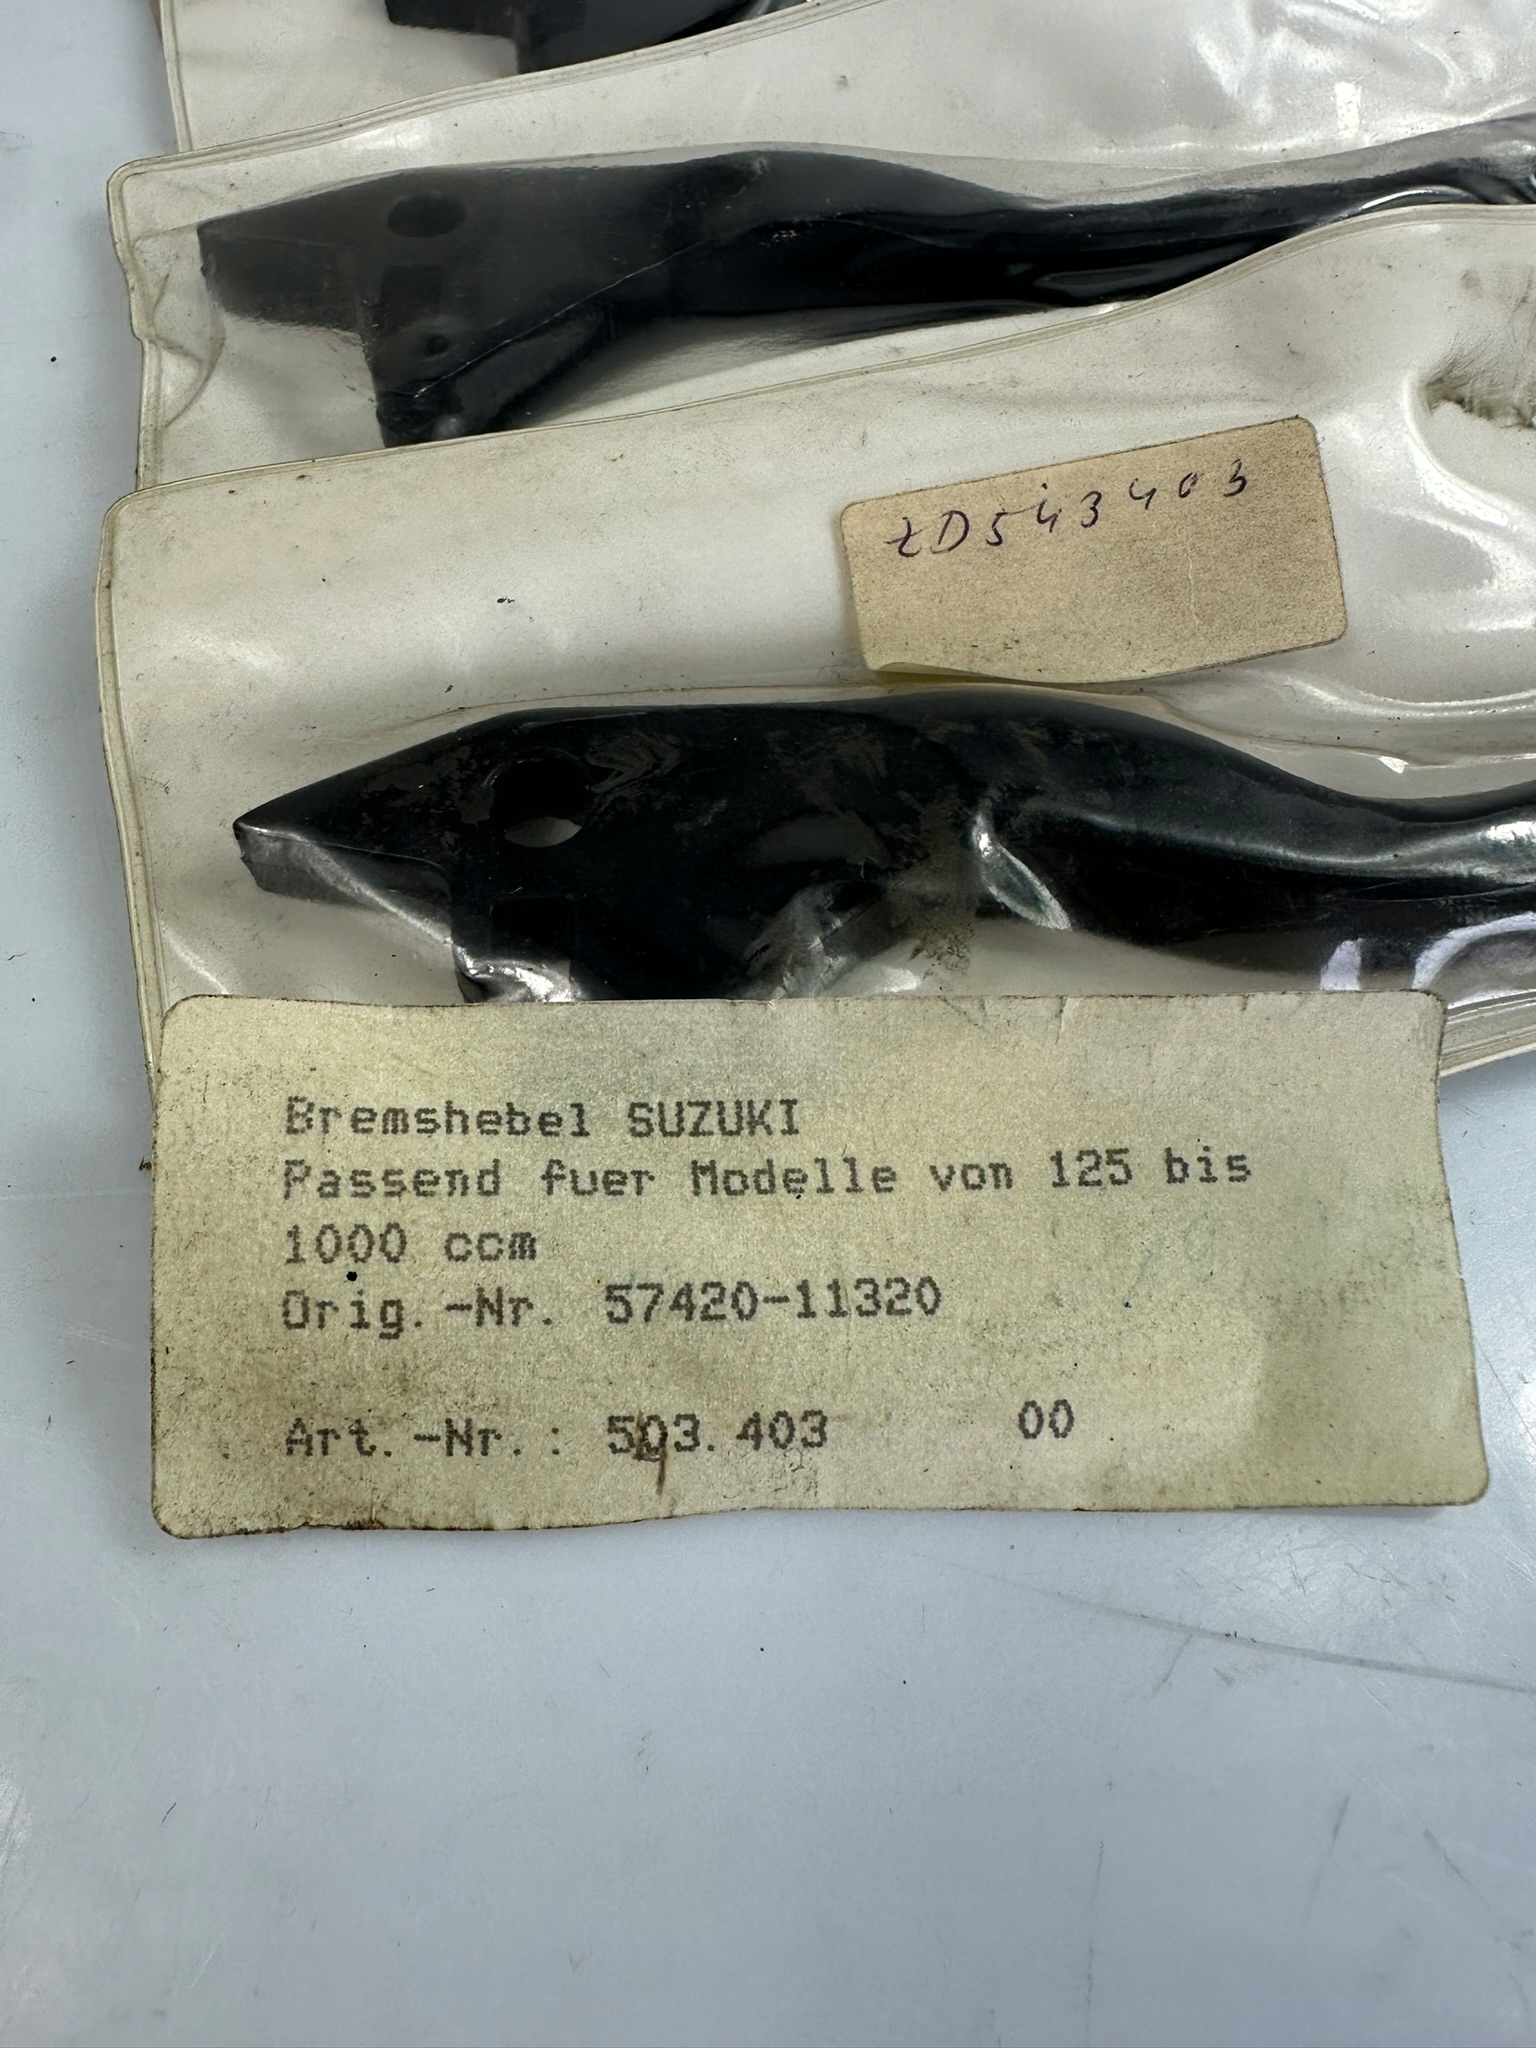 ZD543403
Bremshebel SUZUKI
Passend fuer Modelle von 125 bis
1000 ccm
Orig.-Nr. 57420-11320
Art.-Nr.: 503.403 00